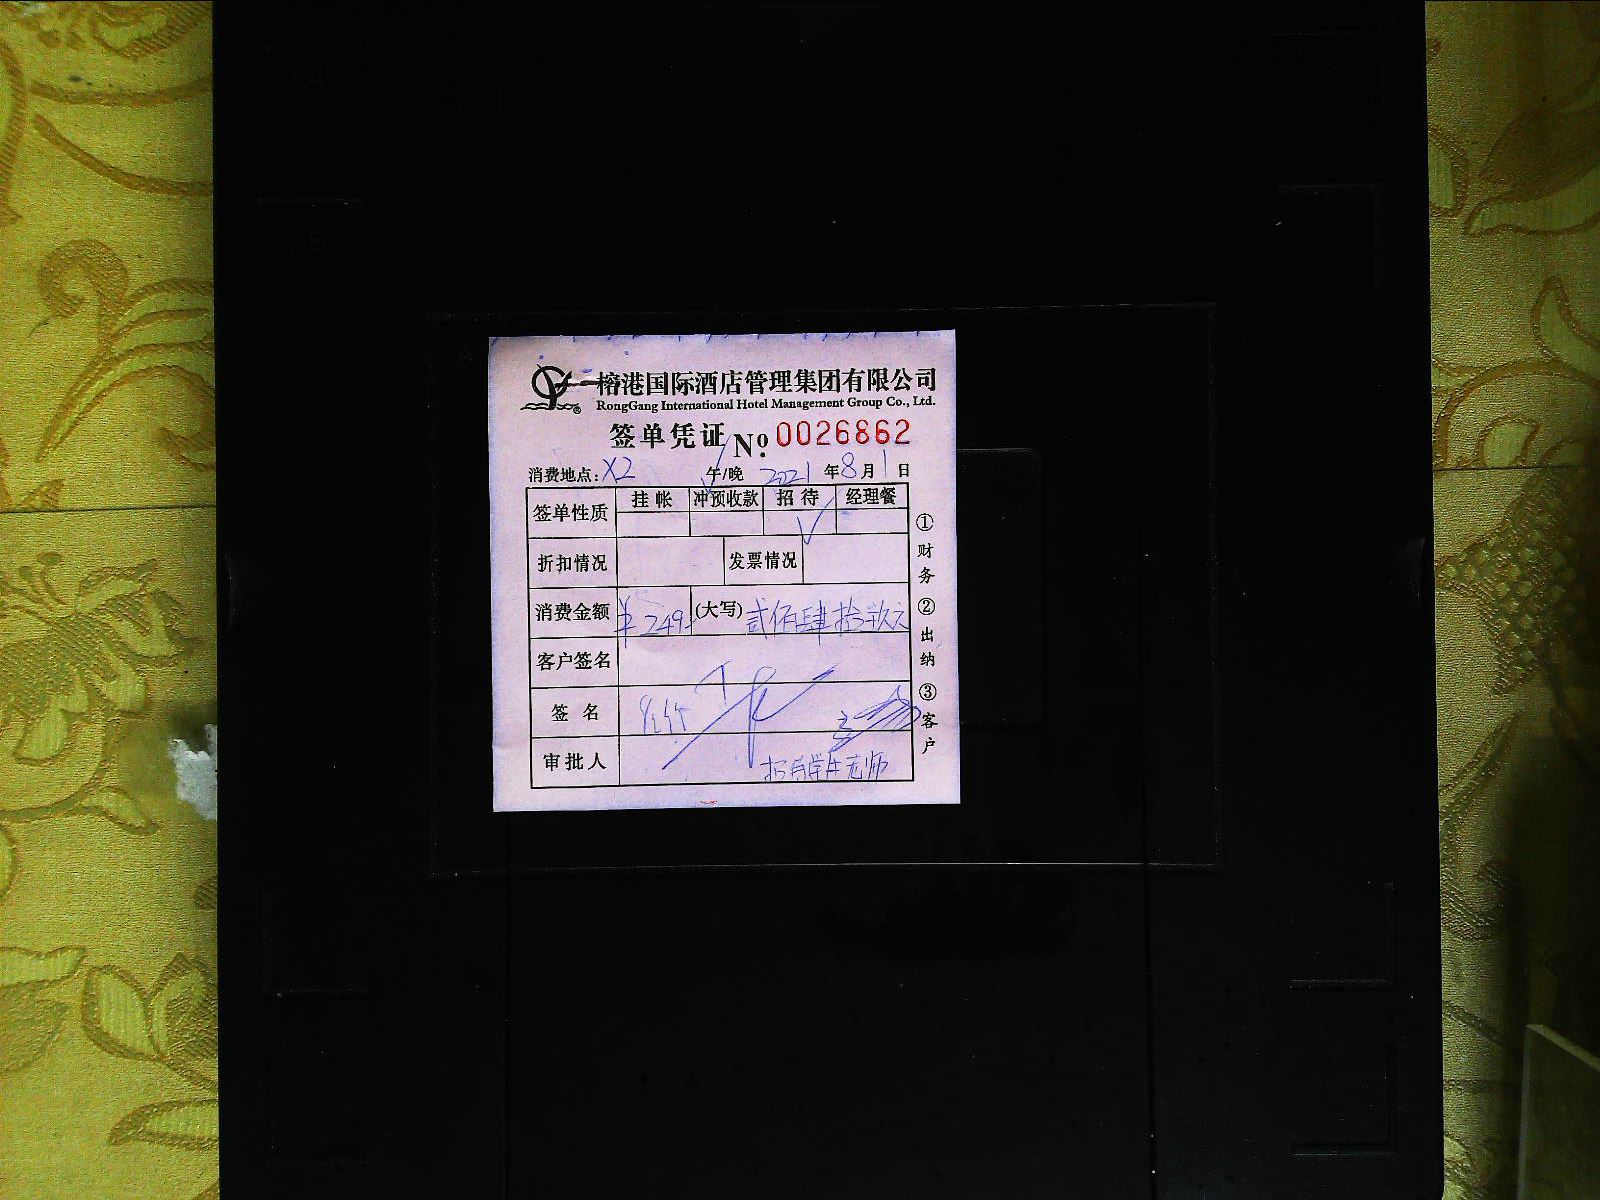 榕港国际酒店管理集团有限公司
RongGang International Hotel Management Group Co., Ltd.
签单凭证 Nº. 0026862
消费地点: X2 午/晚 2021 年 8 月 1 日
签单性质 挂帐 冲预收款 招待 经理餐
折扣情况 发票情况
消费金额 ¥249- (大写) 贰佰肆拾玖元
客户签名
签名
审批人
①财务 ②出纳 ③客户